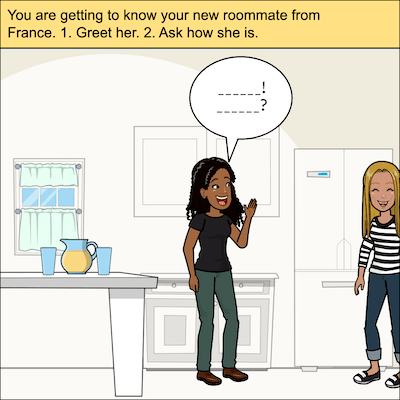 You are getting to know your new roommate from
France. 1. Greet her. 2. Ask how she is.
______!
______?